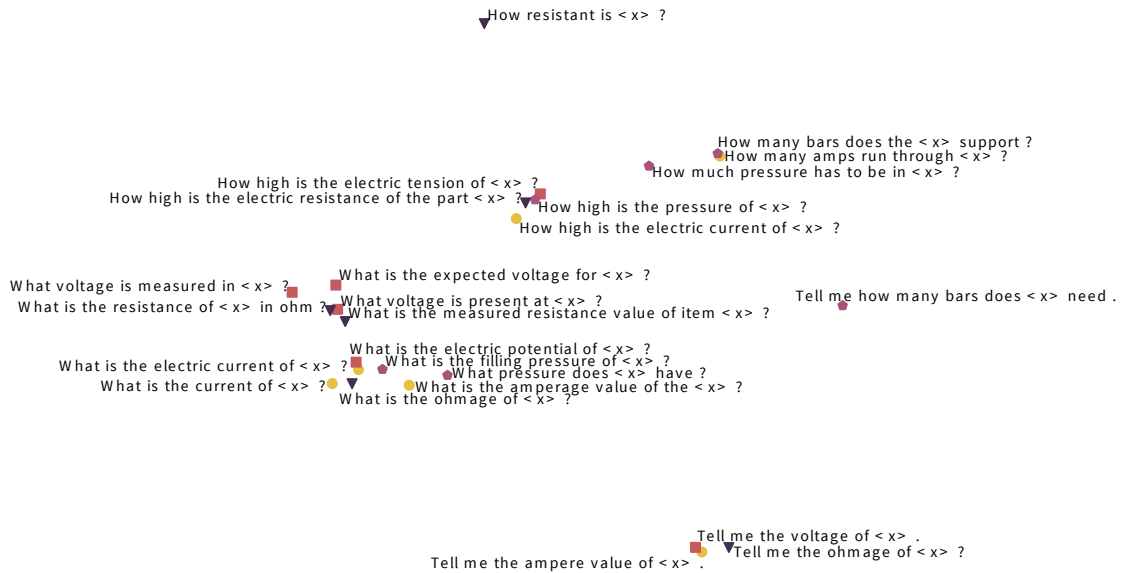 How resistant is <x> ?
How many bars does the <x> support ?
How many amps run through <x> ?
How much pressure has to be in <x> ?
How high is the electric tension of <x> ?
How high is the electric resistance of the part <x> ?
How high is the pressure of <x> ?
How high is the electric current of <x> ?
What is the expected voltage for <x> ?
What voltage is measured in <x> ?
Tell me how many bars does <x> need .
What voltage is present at <x> ?
What is the resistance of <x> in ohm ?
What is the measured resistance value of item <x> ?
What is the electric potential of <x> ?
What is the filling pressure of <x> ?
What is the electric current of <x> ?
What pressure does <x> have ?
What is the current of <x> ?
What is the amperage value of the <x> ?
What is the ohmage of <x> ?
Tell me the voltage of <x> .
Tell me the ohmage of <x> ?
Tell me the ampere value of <x> .